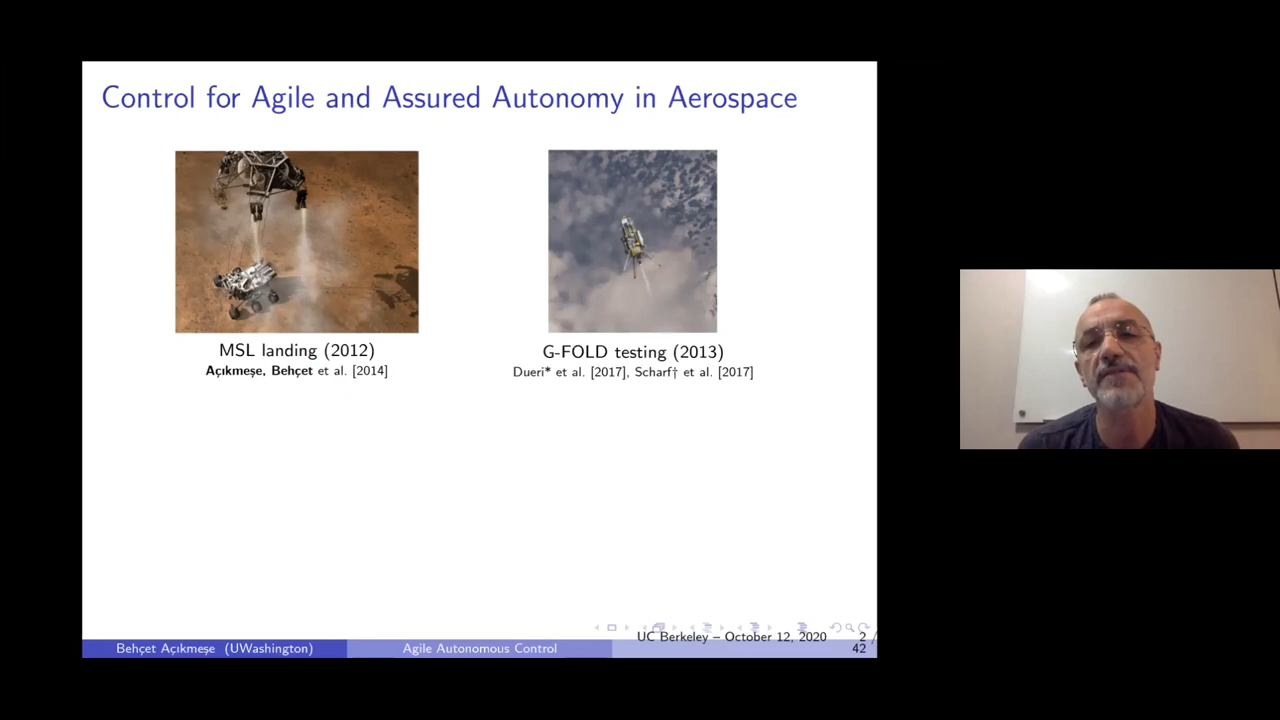 Control for Agile and Assured Autonomy in Aerospace
MSL landing (2012)
Açıkmeşe, Behçet et al. [2014]
G-FOLD testing (2013)
Dueri* et al. [2017], Scharf† et al. [2017]
UC Berkeley – October 12, 2020 2 /
Behçet Açıkmeşe (UWashington) Agile Autonomous Control 42